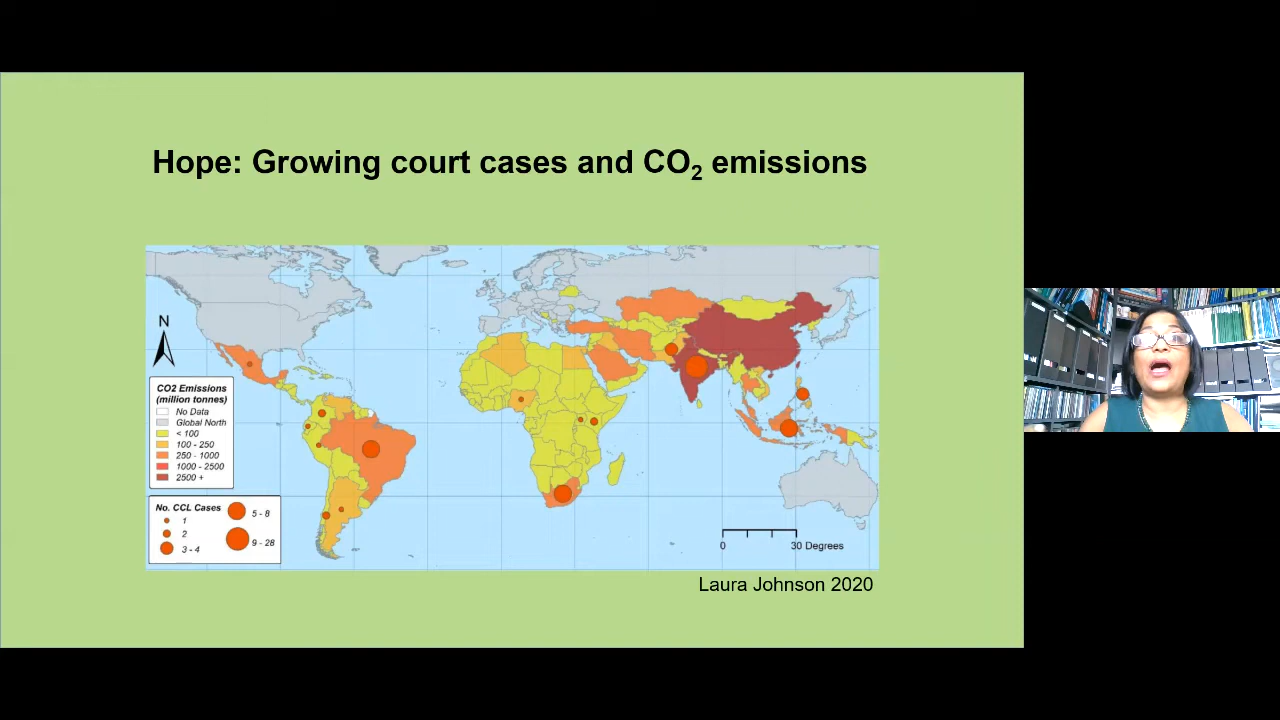 Hope: Growing court cases and CO2 emissions
N
CO2 Emissions
(million tonnes)
No Data
Global North
< 100
100 - 250
250 - 1000
1000 - 2500
2500 +
No. CCL Cases
1
2
3 - 4
5 - 8
9 - 28
0 30 Degrees
Laura Johnson 2020